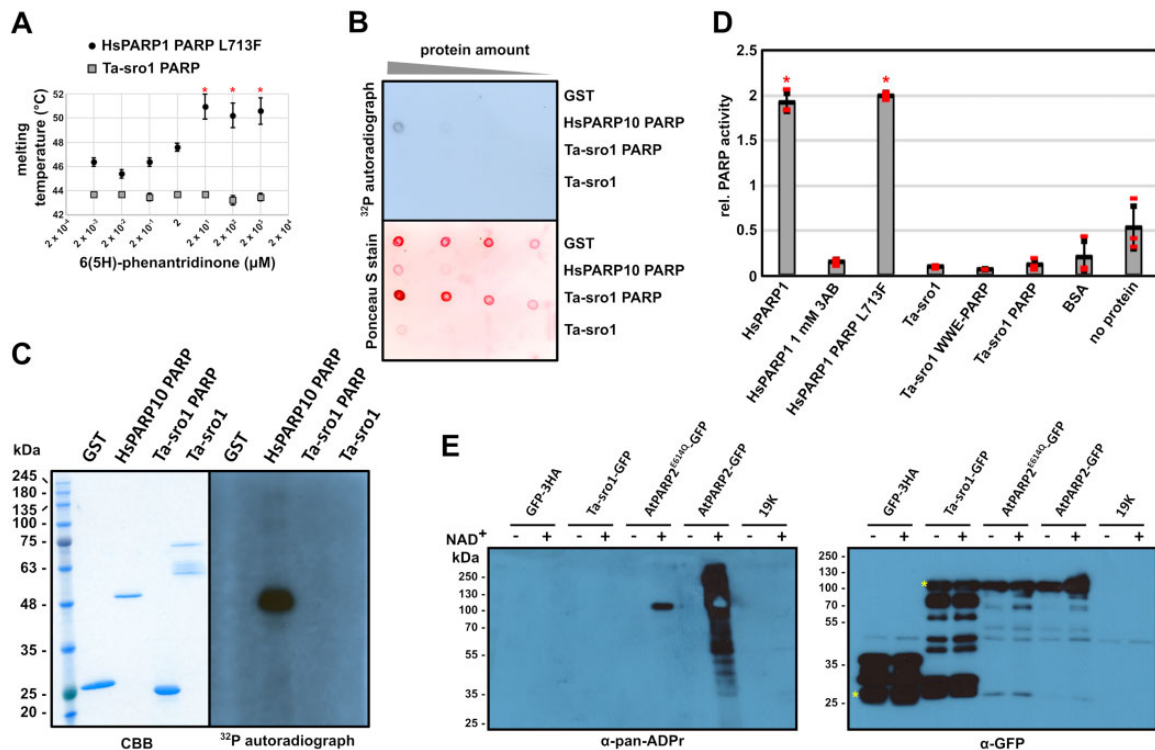 A
HsPARP1 PARP L713F
Ta-sro1 PARP
melting
temperature (°C)
52
50
48
46
44
42
2 x 10⁻⁴
2 x 10⁻³
2 x 10⁻²
2 x 10⁻¹
2
2 x 10¹
2 x 10²
2 x 10³
2 x 10⁴
* * *
6(5H)-phenantridinone (µM)
B
protein amount
³²P autoradiograph
GST
HsPARP10 PARP
Ta-sro1 PARP
Ta-sro1
Ponceau S stain
GST
HsPARP10 PARP
Ta-sro1 PARP
Ta-sro1
C
kDa
GST
HsPARP10 PARP
Ta-sro1 PARP
Ta-sro1
GST
HsPARP10 PARP
Ta-sro1 PARP
Ta-sro1
245 -
180 -
135 -
100 -
75 -
63 -
48 -
35 -
25 -
20 -
CBB
³²P autoradiograph
D
rel. PARP activity
2.5
2
1.5
1
0.5
0
* *
HsPARP1
HsPARP1 1 mM 3AB
HsPARP1 PARP L713F
Ta-sro1
Ta-sro1 WWE-PARP
Ta-sro1 PARP
BSA
no protein
E
GFP-3HA
Ta-sro1-GFP
AtPARP2ᴱ⁶¹⁴Q-GFP
AtPARP2-GFP
19K
NAD⁺ - + - + - + - + - +
kDa
250 -
130 -
100 -
70 -
55 -
35 -
25 -
α-pan-ADPr
GFP-3HA
Ta-sro1-GFP
AtPARP2ᴱ⁶¹⁴Q-GFP
AtPARP2-GFP
19K
- + - + - + - + - +
250 -
130 -
100 -
70 -
55 -
35 -
25 -
*
*
α-GFP